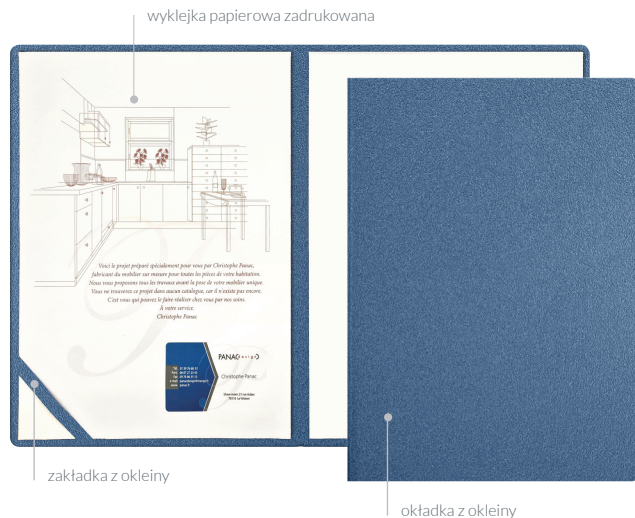 wyklejka papierowa zadrukowana
Voici le projet préparé spécialement pour vous par Christophe Panac,
fabricant du mobilier sur mesure pour toutes les pièces de votre habitation.
Nous vous proposons tous les travaux avant la pose de votre mobilier unique.
Vous ne trouverez ce projet dans aucun catalogue, car il n'existe pas encore.
C'est vous qui pouvez le faire réaliser chez vous par nos soins.
À votre service.
Christophe Panac
PANAC design
Christophe Panac
zakładka z okleiny
okładka z okleiny